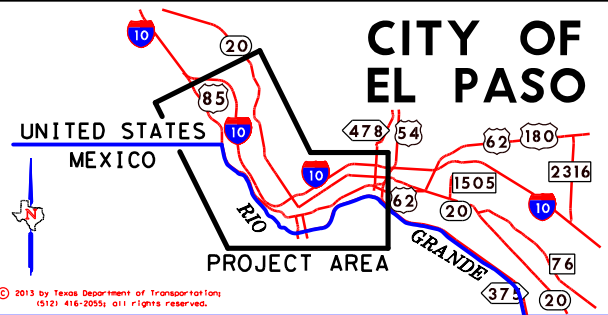 CITY OF
EL PASO
10
20
85
UNITED STATES
MEXICO
10
478
54
62
180
10
1505
2316
62
20
10
RIO
GRANDE
N
PROJECT AREA
76
375
20
© 2013 by Texas Department of Transportation;
(512) 416-2055; all rights reserved.